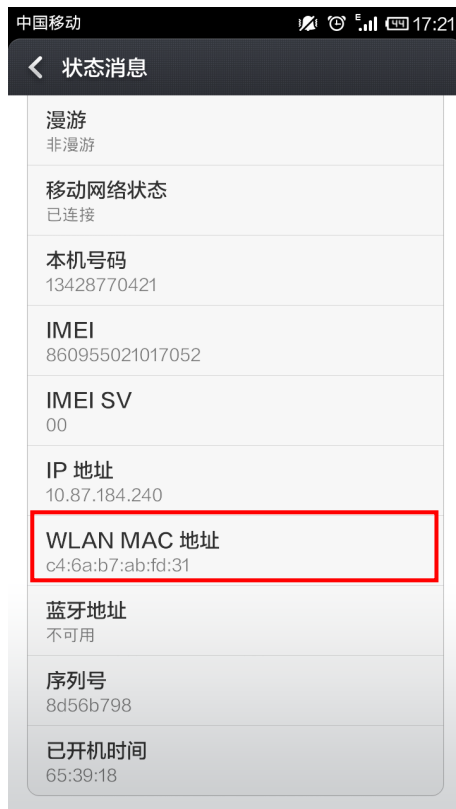 中国移动 E 44 17:21
状态消息
漫游
非漫游
移动网络状态
已连接
本机号码
13428770421
IMEI
860955021017052
IMEI SV
00
IP 地址
10.87.184.240
WLAN MAC 地址
c4:6a:b7:ab:fd:31
蓝牙地址
不可用
序列号
8d56b798
已开机时间
65:39:18